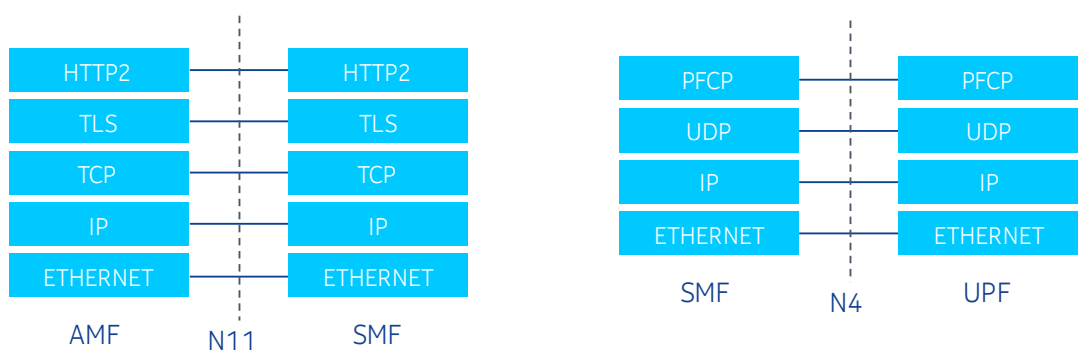 HTTP2 HTTP2
TLS TLS
TCP TCP
IP IP
ETHERNET ETHERNET
AMF N11 SMF
PFCP PFCP
UDP UDP
IP IP
ETHERNET ETHERNET
SMF N4 UPF